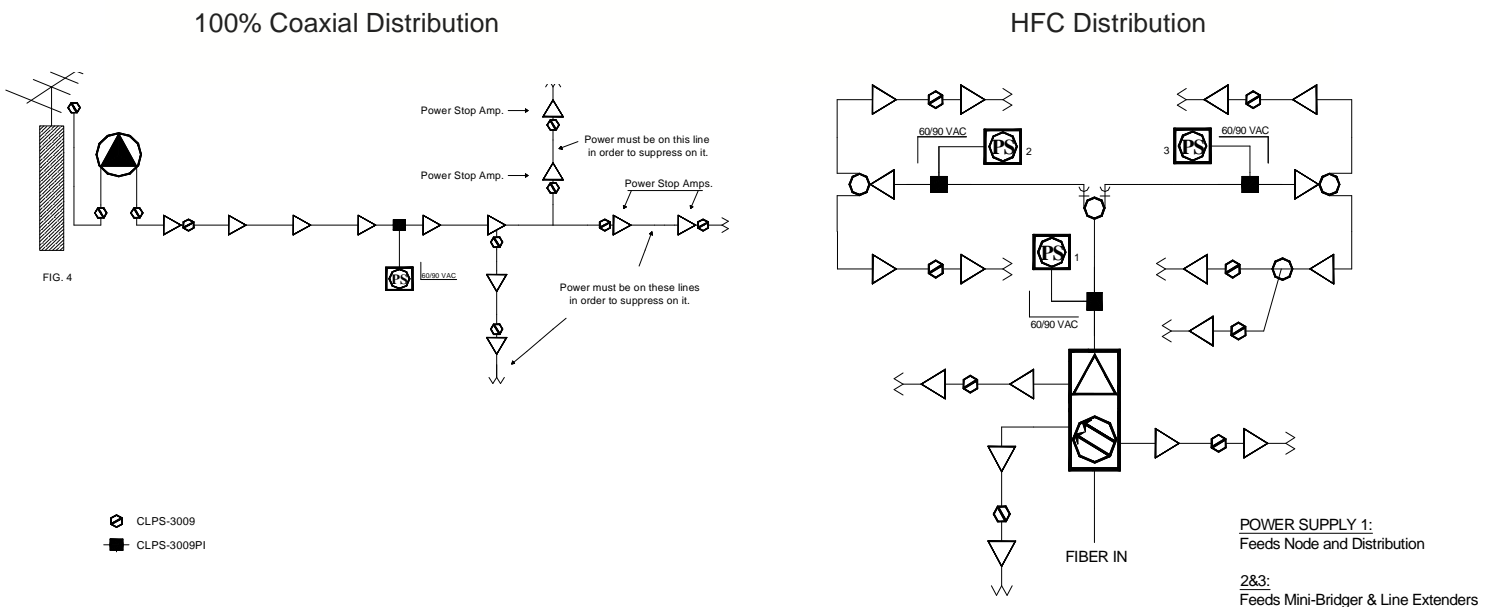 100% Coaxial Distribution
HFC Distribution
Power Stop Amp.
Power must be on this line
in order to suppress on it.
Power Stop Amp.
Power Stop Amps.
FIG. 4
PS
60/90 VAC
Power must be on these lines
in order to suppress on it.
CLPS-3009
CLPS-3009PI
60/90 VAC
PS
2
3
PS
60/90 VAC
PS
1
60/90 VAC
FIBER IN
POWER SUPPLY 1:
Feeds Node and Distribution
2&3:
Feeds Mini-Bridger & Line Extenders